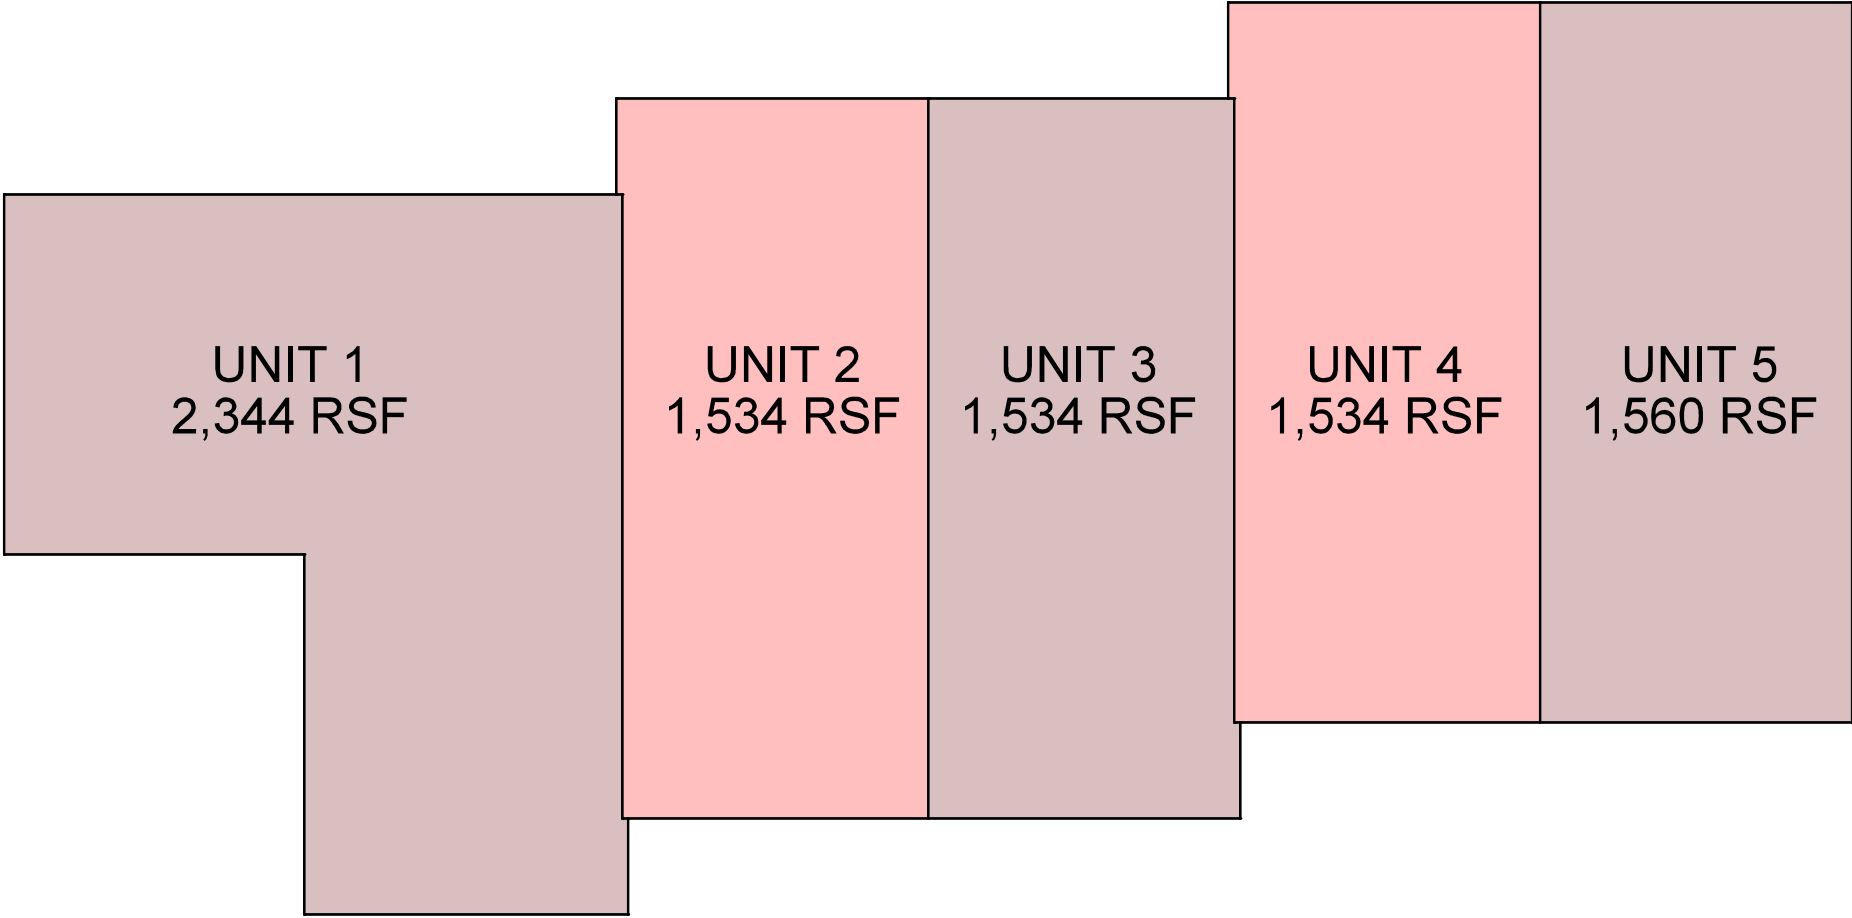 UNIT 1
2,344 RSF
UNIT 2
1,534 RSF
UNIT 3
1,534 RSF
UNIT 4
1,534 RSF
UNIT 5
1,560 RSF